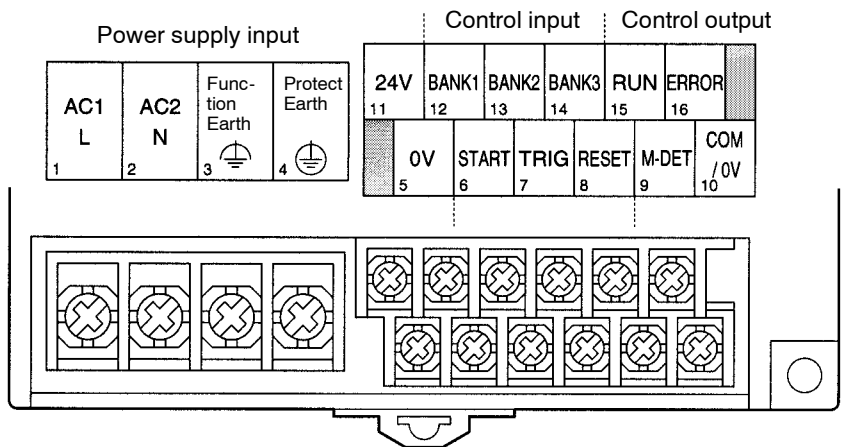 Power supply input
Control input
Control output
AC1
L
1
AC2
N
2
Func-
tion
Earth
3
Protect
Earth
4
24V
11
BANK1
12
BANK2
13
BANK3
14
RUN
15
ERROR
16
0V
5
START
6
TRIG
7
RESET
8
M-DET
9
COM
/ 0V
10